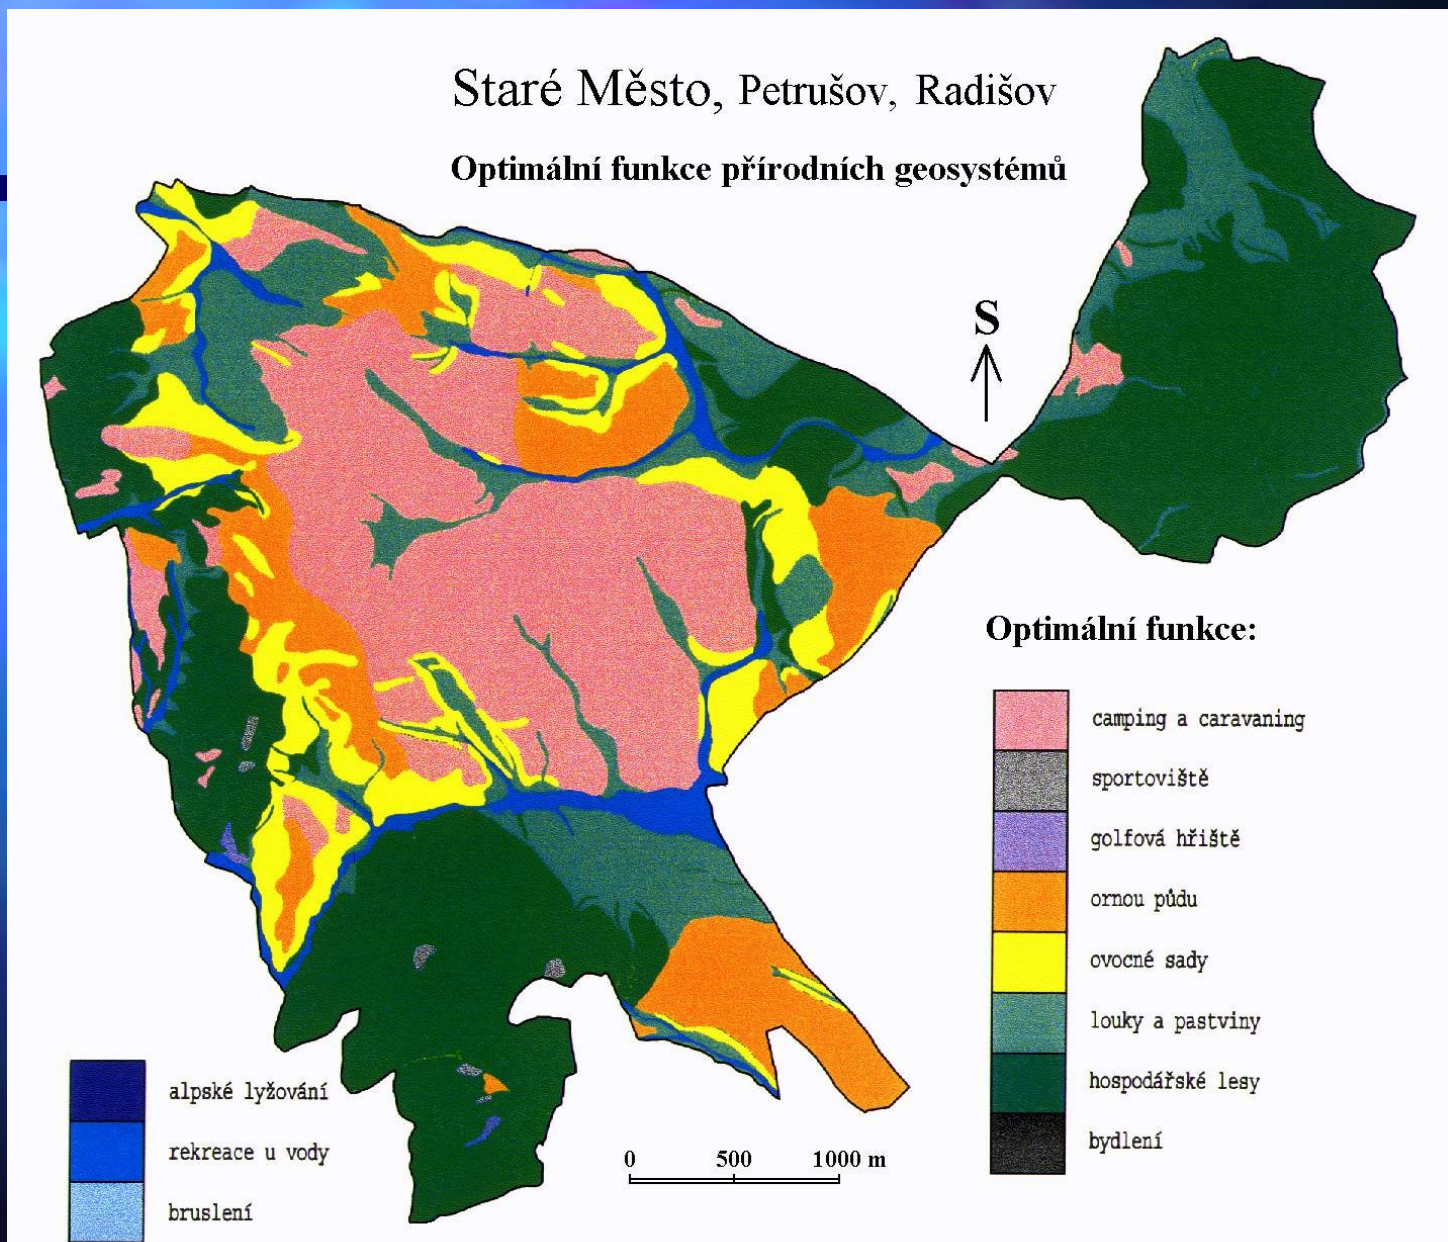 Staré Město, Petrušov, Radišov
Optimální funkce přírodních geosystémů
S
Optimální funkce:
camping a caravaning
sportoviště
golfová hřiště
ornou půdu
ovocné sady
louky a pastviny
hospodářské lesy
bydlení
alpské lyžování
rekreace u vody
bruslení
0 500 1000 m